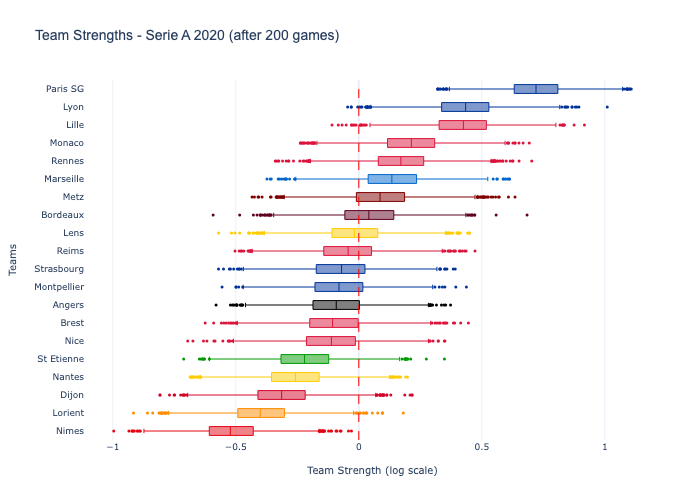 Team Strengths - Serie A 2020 (after 200 games)
Paris SG
Lyon
Lille
Monaco
Rennes
Marseille
Metz
Bordeaux
Lens
Reims
Strasbourg
Montpellier
Angers
Brest
Nice
St Etienne
Nantes
Dijon
Lorient
Nimes
Teams
−1 −0.5 0 0.5 1
Team Strength (log scale)